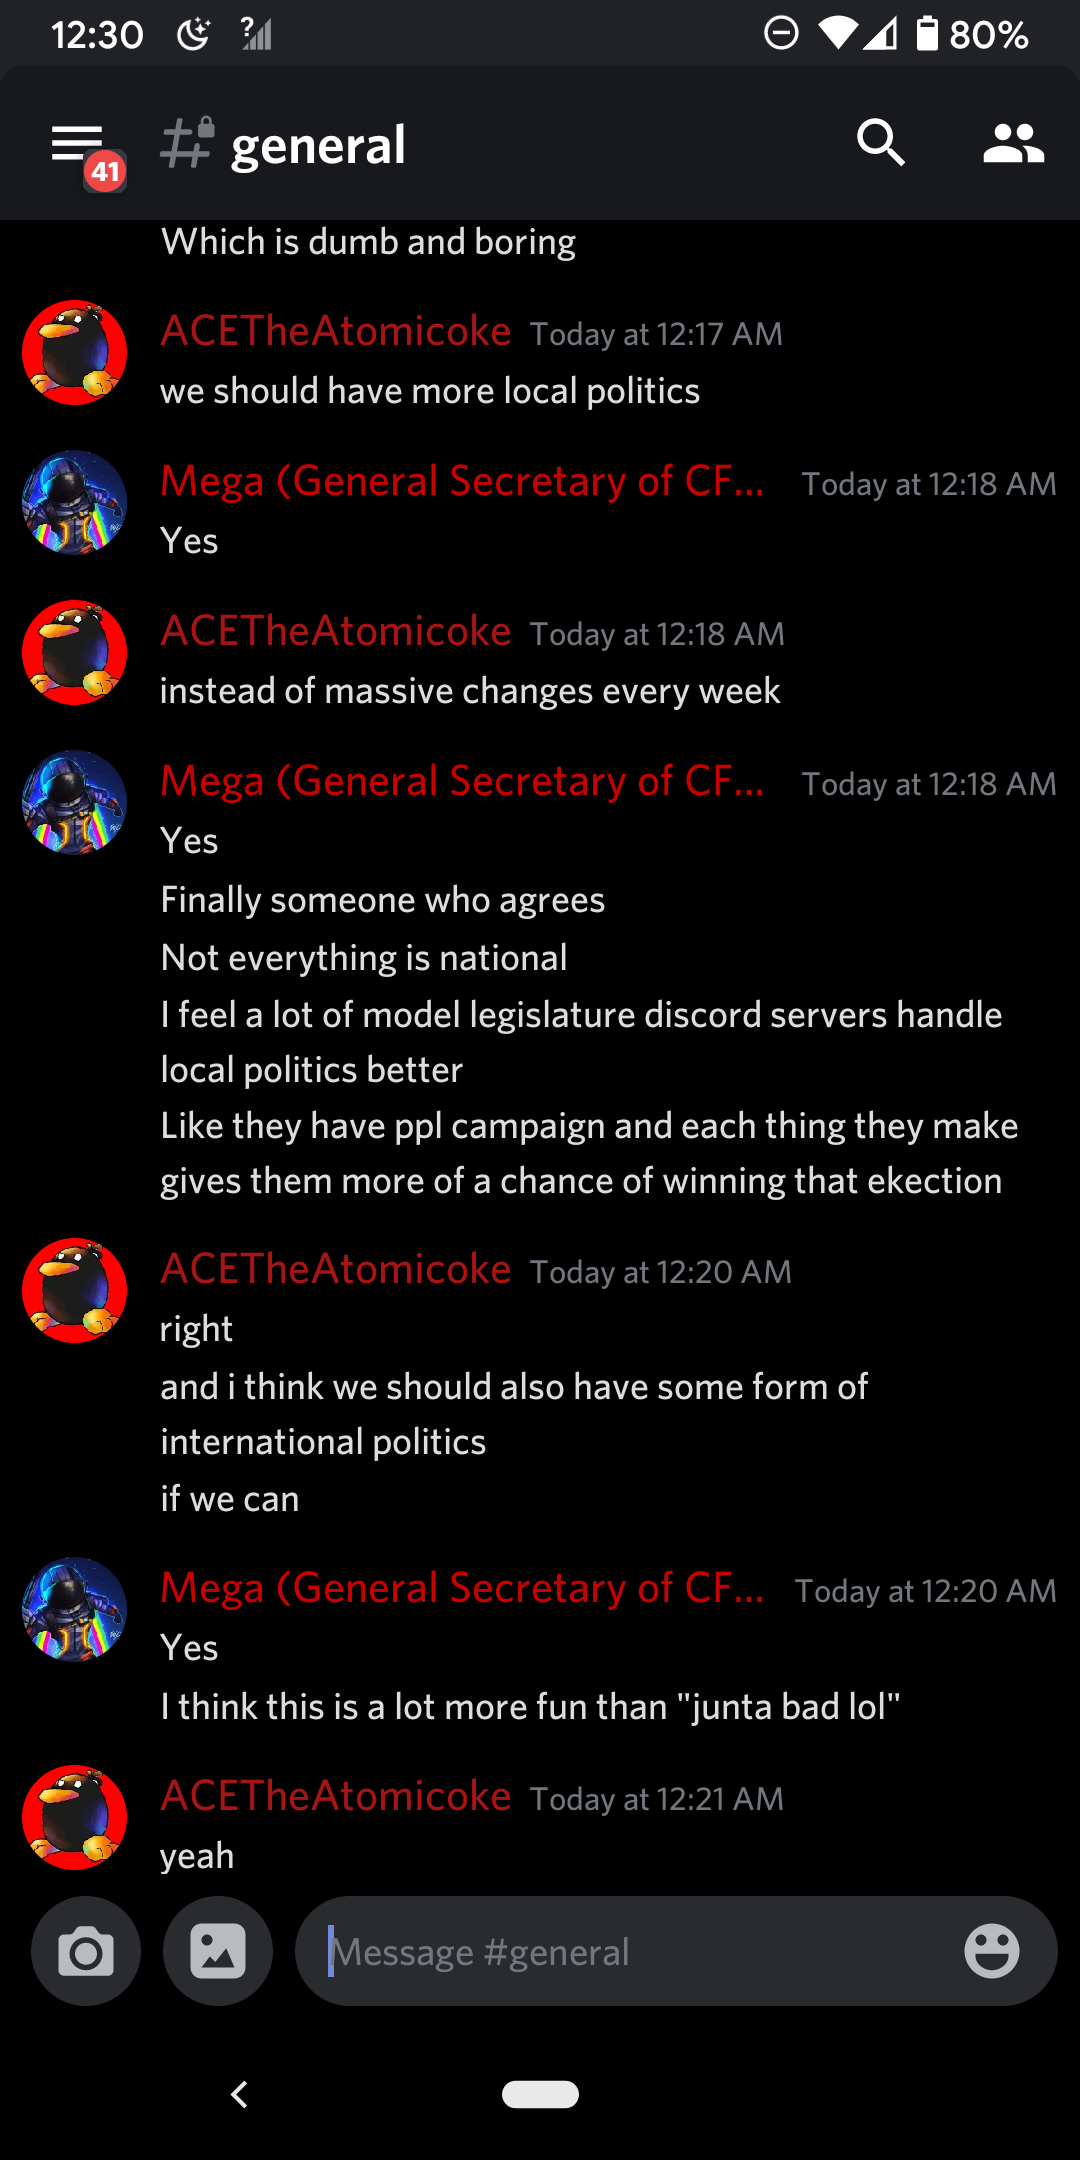 12:30 ? 80%
41 general
Which is dumb and boring
ACETheAtomicoke Today at 12:17 AM
we should have more local politics
Mega (General Secretary of CF... Today at 12:18 AM
Yes
ACETheAtomicoke Today at 12:18 AM
instead of massive changes every week
Mega (General Secretary of CF... Today at 12:18 AM
Yes
Finally someone who agrees
Not everything is national
I feel a lot of model legislature discord servers handle
local politics better
Like they have ppl campaign and each thing they make
gives them more of a chance of winning that ekection
ACETheAtomicoke Today at 12:20 AM
right
and i think we should also have some form of
international politics
if we can
Mega (General Secretary of CF... Today at 12:20 AM
Yes
I think this is a lot more fun than "junta bad lol"
ACETheAtomicoke Today at 12:21 AM
yeah
Message #general